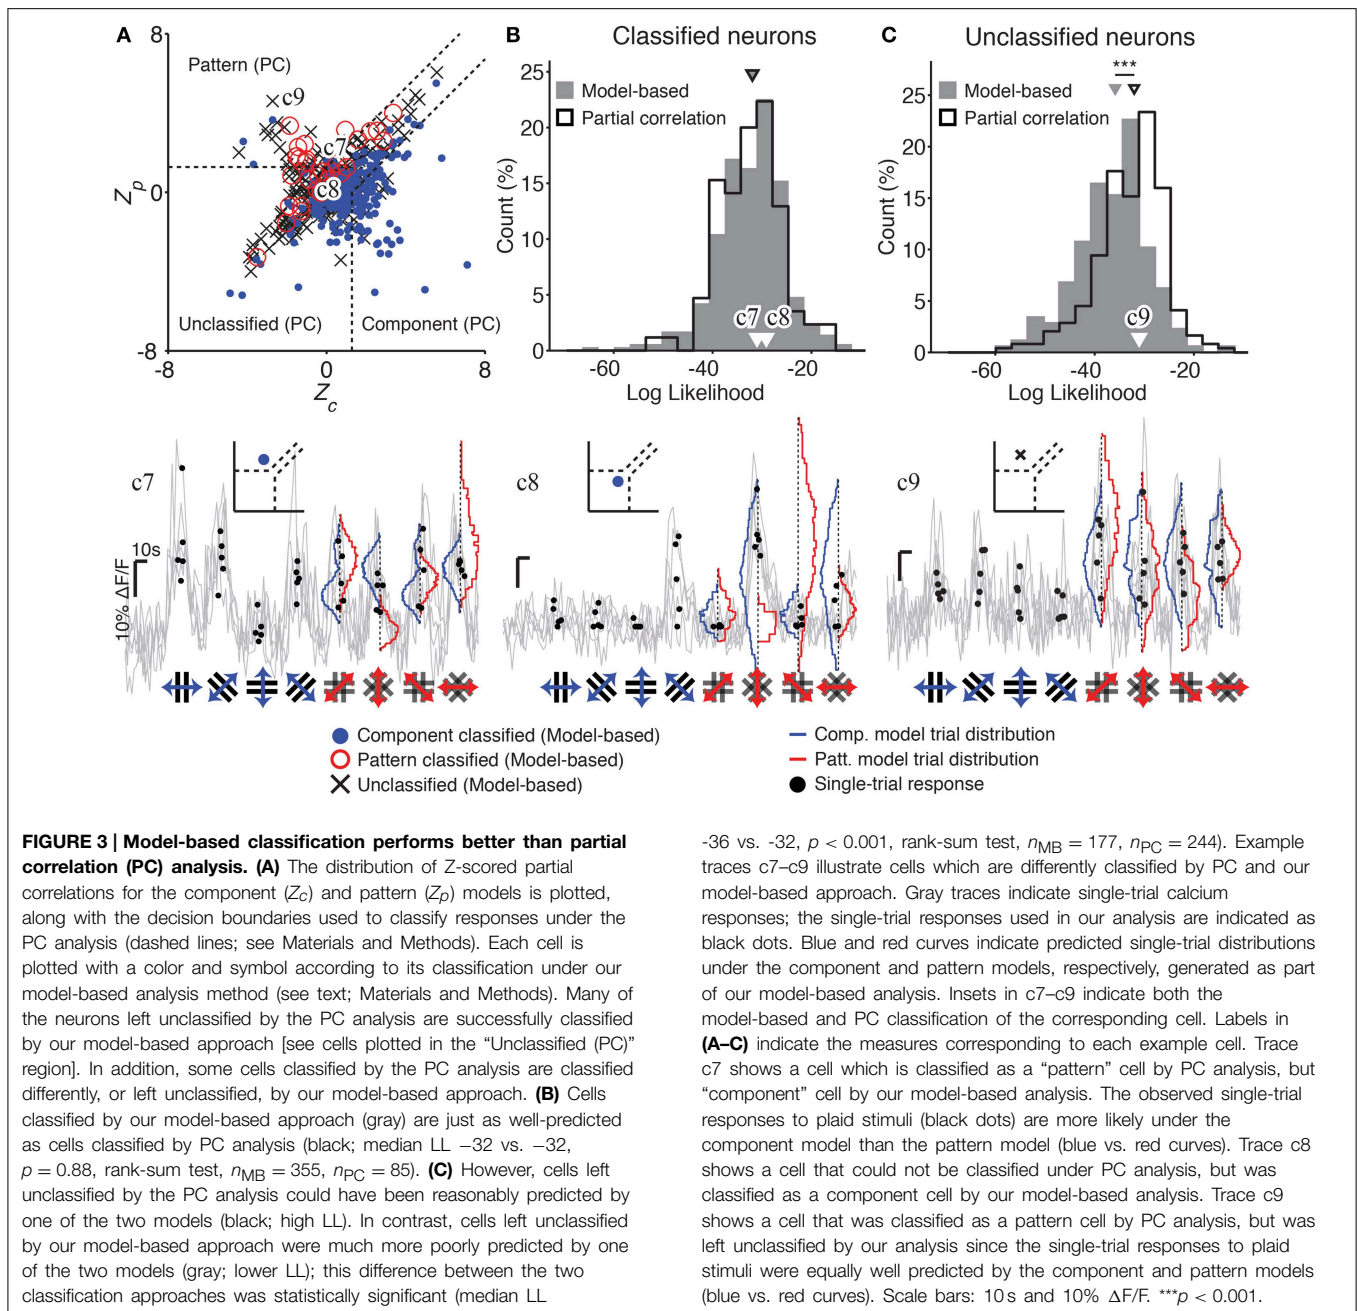 A
8
Pattern (PC)
c9
c7
c8
Zp
0
Unclassified (PC)
Component (PC)
-8
-8
0
8
Zc
B
Classified neurons
25
Model-based
Partial correlation
20
15
10
5
0
Count (%)
c7 c8
-60
-40
-20
Log Likelihood
C
Unclassified neurons
***
25
Model-based
Partial correlation
20
15
10
5
0
Count (%)
c9
-60
-40
-20
Log Likelihood
c7
10s
10% ΔF/F
c8
c9
Component classified (Model-based)
Pattern classified (Model-based)
Unclassified (Model-based)
Comp. model trial distribution
Patt. model trial distribution
Single-trial response
FIGURE 3 | Model-based classification performs better than partial
correlation (PC) analysis. (A) The distribution of Z-scored partial
correlations for the component (Zc) and pattern (Zp) models is plotted,
along with the decision boundaries used to classify responses under the
PC analysis (dashed lines; see Materials and Methods). Each cell is
plotted with a color and symbol according to its classification under our
model-based analysis method (see text; Materials and Methods). Many of
the neurons left unclassified by the PC analysis are successfully classified
by our model-based approach [see cells plotted in the “Unclassified (PC)”
region]. In addition, some cells classified by the PC analysis are classified
differently, or left unclassified, by our model-based approach. (B) Cells
classified by our model-based approach (gray) are just as well-predicted
as cells classified by PC analysis (black; median LL −32 vs. −32,
p = 0.88, rank-sum test, nMB = 355, nPC = 85). (C) However, cells left
unclassified by the PC analysis could have been reasonably predicted by
one of the two models (black; high LL). In contrast, cells left unclassified
by our model-based approach were much more poorly predicted by one
of the two models (gray; lower LL); this difference between the two
classification approaches was statistically significant (median LL
-36 vs. -32, p < 0.001, rank-sum test, nMB = 177, nPC = 244). Example
traces c7–c9 illustrate cells which are differently classified by PC and our
model-based approach. Gray traces indicate single-trial calcium
responses; the single-trial responses used in our analysis are indicated as
black dots. Blue and red curves indicate predicted single-trial distributions
under the component and pattern models, respectively, generated as part
of our model-based analysis. Insets in c7–c9 indicate both the
model-based and PC classification of the corresponding cell. Labels in
(A–C) indicate the measures corresponding to each example cell. Trace
c7 shows a cell which is classified as a “pattern” cell by PC analysis, but
“component” cell by our model-based analysis. The observed single-trial
responses to plaid stimuli (black dots) are more likely under the
component model than the pattern model (blue vs. red curves). Trace c8
shows a cell that could not be classified under PC analysis, but was
classified as a component cell by our model-based analysis. Trace c9
shows a cell that was classified as a pattern cell by PC analysis, but was
left unclassified by our analysis since the single-trial responses to plaid
stimuli were equally well predicted by the component and pattern models
(blue vs. red curves). Scale bars: 10 s and 10% ΔF/F. ***p < 0.001.